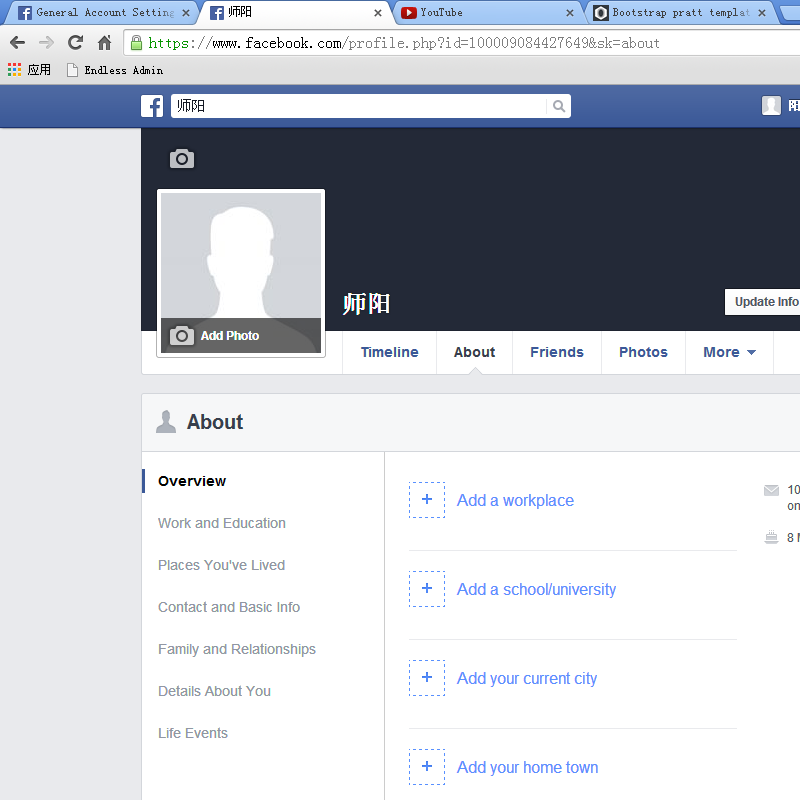 General Account Setting
师阳
YouTube
Bootstrap pratt templat
https://www.facebook.com/profile.php?id=100009084427649&sk=about
应用
Endless Admin
师阳
阳
师阳
Update Info
Add Photo
Timeline
About
Friends
Photos
More
About
Overview
Work and Education
Places You've Lived
Contact and Basic Info
Family and Relationships
Details About You
Life Events
Add a workplace
Add a school/university
Add your current city
Add your home town
10
on
8